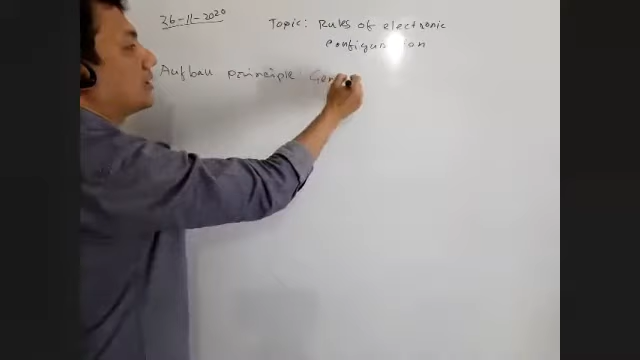 26-11-2020
Topic: Rules of electronic
configuration
Aufbau principle